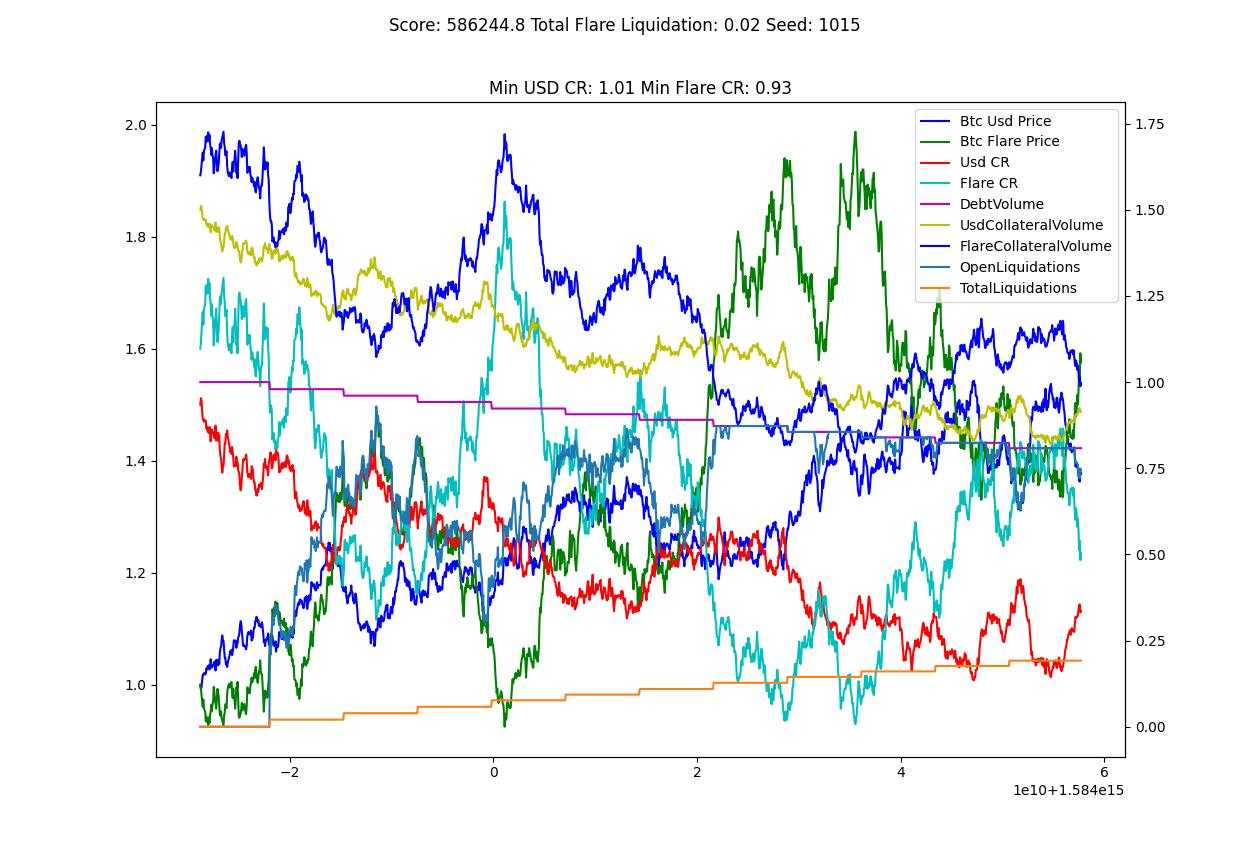 Score: 586244.8 Total Flare Liquidation: 0.02 Seed: 1015
Min USD CR: 1.01 Min Flare CR: 0.93
2.0
1.8
1.6
1.4
1.2
1.0
1.75
1.50
1.25
1.00
0.75
0.50
0.25
0.00
Btc Usd Price
Btc Flare Price
Usd CR
Flare CR
DebtVolume
UsdCollateralVolume
FlareCollateralVolume
OpenLiquidations
TotalLiquidations
−2 0 2 4 6
1e10+1.584e15